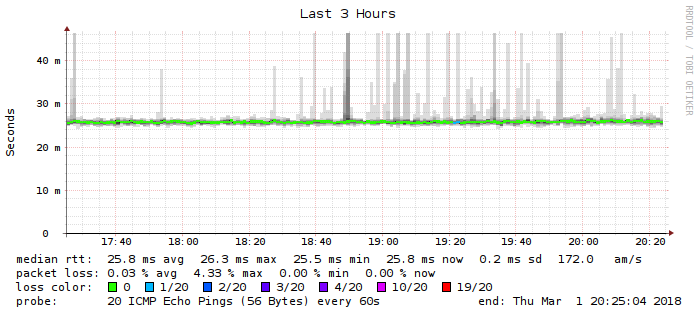 Last 3 Hours
RRDTOOL / TOBI OETIKER
Seconds
40 m
30 m
20 m
10 m
0
17:40 18:00 18:20 18:40 19:00 19:20 19:40 20:00 20:20
median rtt: 25.8 ms avg 26.3 ms max 25.5 ms min 25.8 ms now 0.2 ms sd 172.0 am/s
packet loss: 0.03 % avg 4.33 % max 0.00 % min 0.00 % now
loss color: 0 1/20 2/20 3/20 4/20 10/20 19/20
probe: 20 ICMP Echo Pings (56 Bytes) every 60s end: Thu Mar 1 20:25:04 2018